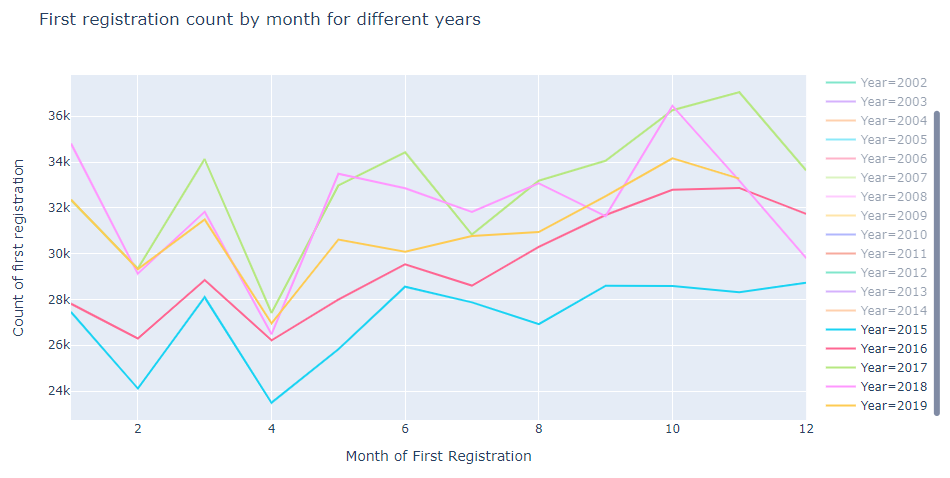 First registration count by month for different years
Count of first registration
36k
34k
32k
30k
28k
26k
24k
2 4 6 8 10 12
Month of First Registration
Year=2002
Year=2003
Year=2004
Year=2005
Year=2006
Year=2007
Year=2008
Year=2009
Year=2010
Year=2011
Year=2012
Year=2013
Year=2014
Year=2015
Year=2016
Year=2017
Year=2018
Year=2019